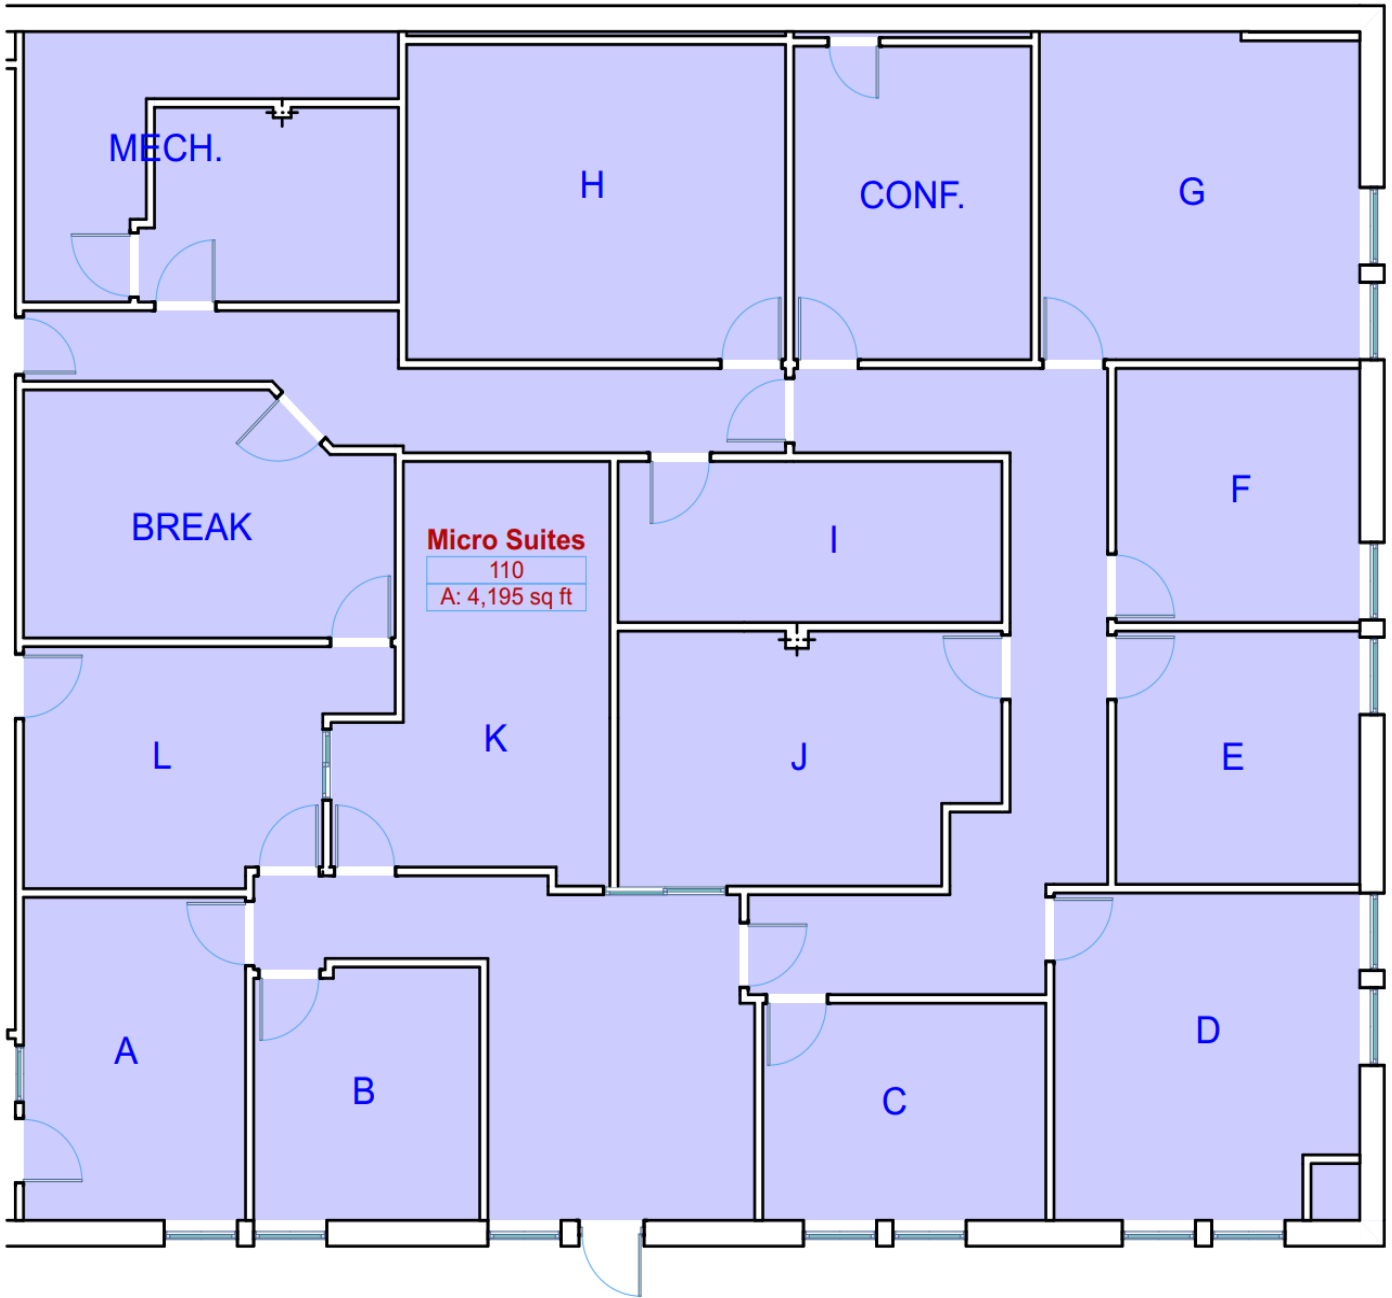 MECH.
H
CONF.
G
BREAK
Micro Suites
110
A: 4,195 sq ft
I
F
L
K
J
E
A
B
C
D